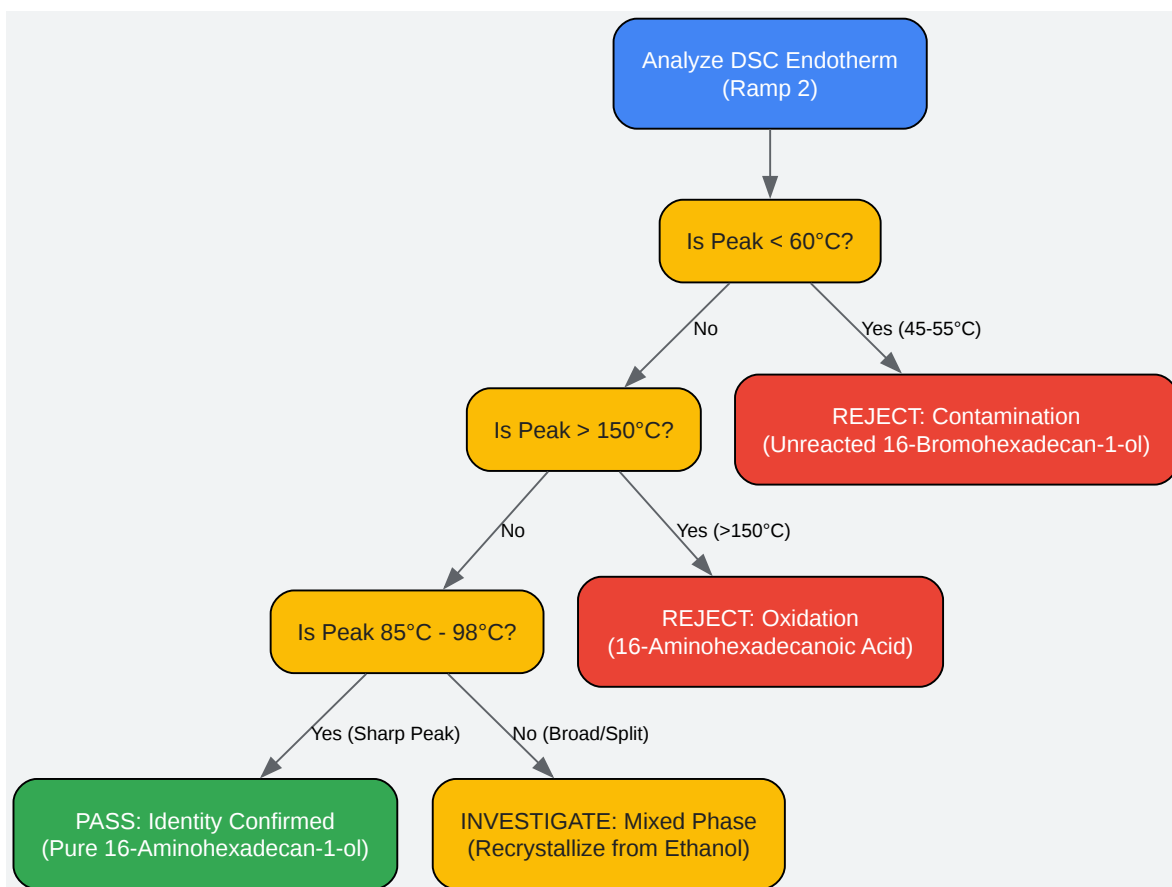 Analyze DSC Endotherm
(Ramp 2)
Is Peak < 60°C?
No
Yes (45-55°C)
Is Peak > 150°C?
REJECT: Contamination
(Unreacted 16-Bromohexadecan-1-ol)
No
Yes (>150°C)
Is Peak 85°C - 98°C?
REJECT: Oxidation
(16-Aminohexadecanoic Acid)
Yes (Sharp Peak)
No (Broad/Split)
PASS: Identity Confirmed
(Pure 16-Aminohexadecan-1-ol)
INVESTIGATE: Mixed Phase
(Recrystallize from Ethanol)